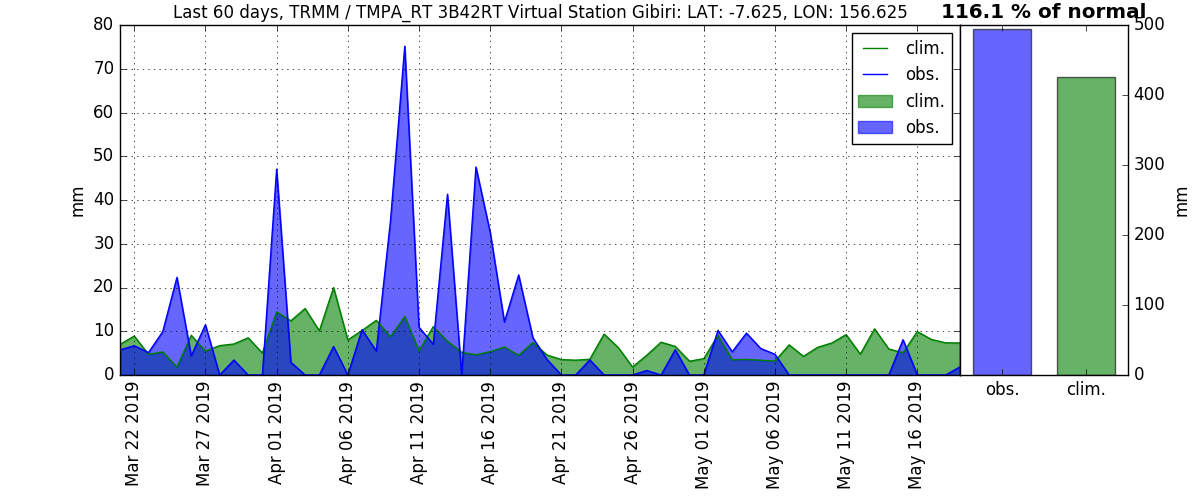 Last 60 days, TRMM / TMPA_RT 3B42RT Virtual Station Gibiri: LAT: -7.625, LON: 156.625
116.1 % of normal
80
70
60
50
40
30
20
10
0
mm
clim.
obs.
clim.
obs.
Mar 22 2019
Mar 27 2019
Apr 01 2019
Apr 06 2019
Apr 11 2019
Apr 16 2019
Apr 21 2019
Apr 26 2019
May 01 2019
May 06 2019
May 11 2019
May 16 2019
500
400
300
200
100
0
mm
obs.
clim.